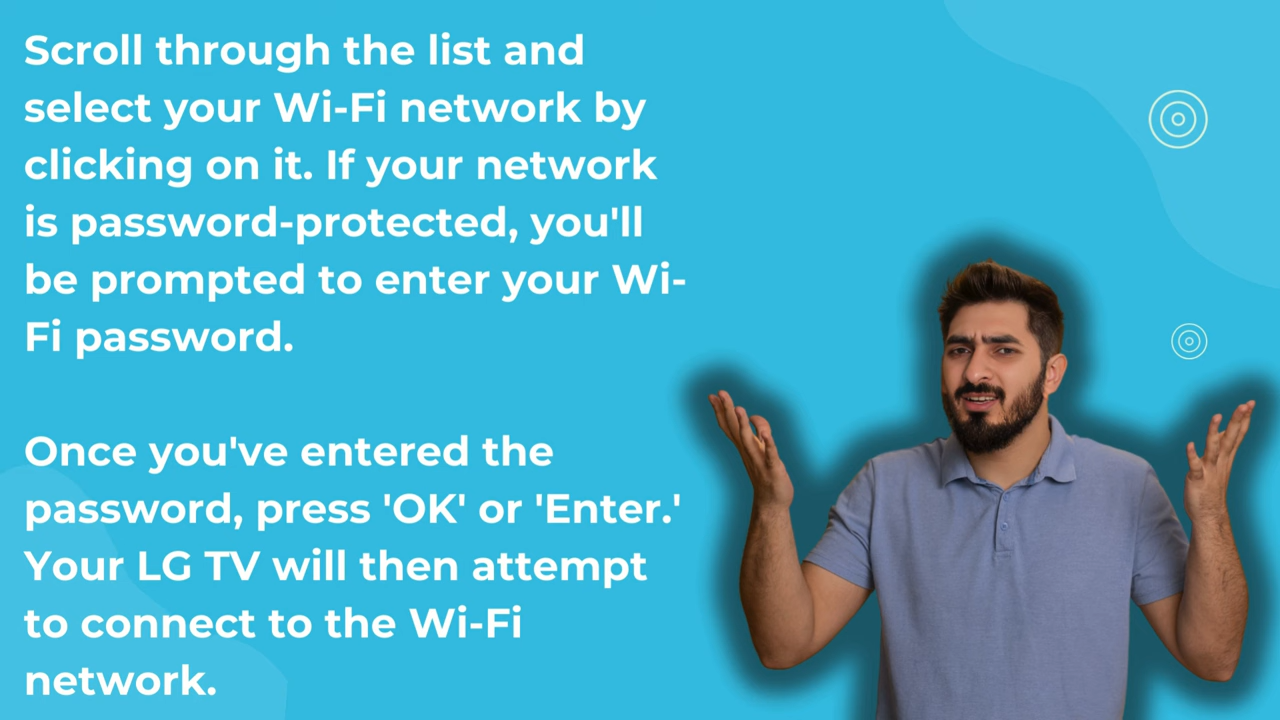 Scroll through the list and
select your Wi-Fi network by
clicking on it. If your network
is password-protected, you'll
be prompted to enter your Wi-
Fi password.
Once you've entered the
password, press 'OK' or 'Enter.'
Your LG TV will then attempt
to connect to the Wi-Fi
network.